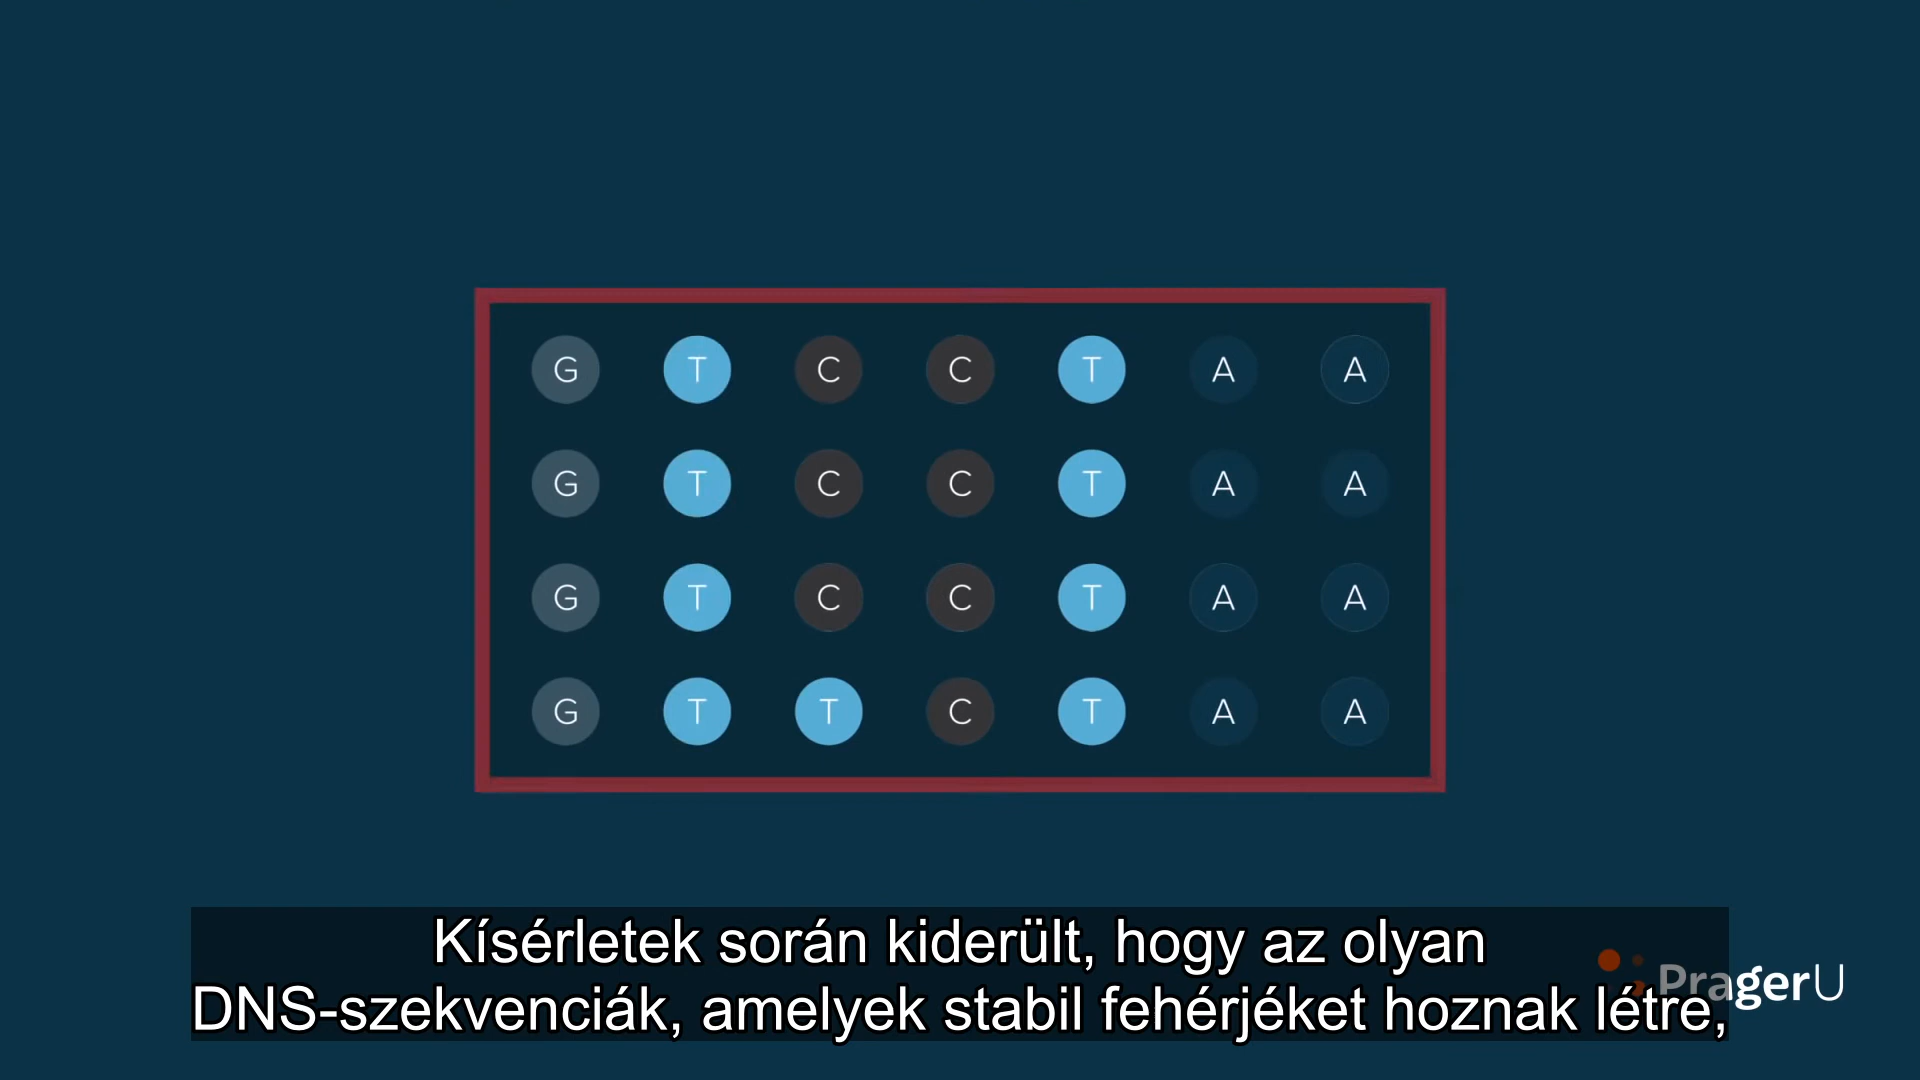 G T C C T A A
G T C C T A A
G T C C T A A
G T T C T A A
Kísérletek során kiderült, hogy az olyan
DNS-szekvenciák, amelyek stabil fehérjéket hoznak létre,
PragerU